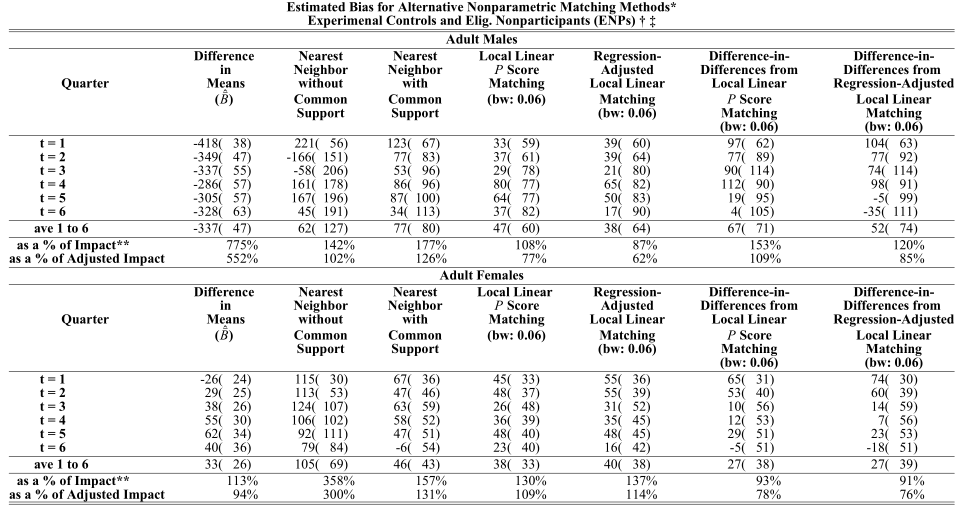 Estimated Bias for Alternative Nonparametric Matching Methods*
Experimenal Controls and Elig. Nonparticipants (ENPs) † ‡
Adult Males
Quarter Difference in Means (B̂) Nearest Neighbor without Common Support Nearest Neighbor with Common Support Local Linear P Score Matching (bw: 0.06) Regression-Adjusted Local Linear Matching (bw: 0.06) Difference-in-Differences from Local Linear P Score Matching (bw: 0.06) Difference-in-Differences from Regression-Adjusted Local Linear Matching (bw: 0.06)
t = 1 -418( 38) 221( 56) 123( 67) 33( 59) 39( 60) 97( 62) 104( 63)
t = 2 -349( 47) -166( 151) 77( 83) 37( 61) 39( 64) 77( 89) 77( 92)
t = 3 -337( 55) -58( 206) 53( 96) 29( 78) 21( 80) 90( 114) 74( 114)
t = 4 -286( 57) 161( 178) 86( 96) 80( 77) 65( 82) 112( 90) 98( 91)
t = 5 -305( 57) 167( 196) 87( 100) 64( 77) 50( 83) 19( 95) -5( 99)
t = 6 -328( 63) 45( 191) 34( 113) 37( 82) 17( 90) 4( 105) -35( 111)
ave 1 to 6 -337( 47) 62( 127) 77( 80) 47( 60) 38( 64) 67( 71) 52( 74)
as a % of Impact** 775% 142% 177% 108% 87% 153% 120%
as a % of Adjusted Impact 552% 102% 126% 77% 62% 109% 85%
Adult Females
Quarter Difference in Means (B̂) Nearest Neighbor without Common Support Nearest Neighbor with Common Support Local Linear P Score Matching (bw: 0.06) Regression-Adjusted Local Linear Matching (bw: 0.06) Difference-in-Differences from Local Linear P Score Matching (bw: 0.06) Difference-in-Differences from Regression-Adjusted Local Linear Matching (bw: 0.06)
t = 1 -26( 24) 115( 30) 67( 36) 45( 33) 55( 36) 65( 31) 74( 30)
t = 2 29( 25) 113( 53) 47( 46) 48( 37) 55( 39) 53( 40) 60( 39)
t = 3 38( 26) 124( 107) 63( 59) 26( 48) 31( 52) 10( 56) 14( 59)
t = 4 55( 30) 106( 102) 58( 52) 36( 39) 35( 45) 12( 53) 7( 56)
t = 5 62( 34) 92( 111) 47( 51) 48( 40) 48( 45) 29( 51) 23( 53)
t = 6 40( 36) 79( 84) -6( 54) 23( 40) 16( 42) -5( 51) -18( 51)
ave 1 to 6 33( 26) 105( 69) 46( 43) 38( 33) 40( 38) 27( 38) 27( 39)
as a % of Impact** 113% 358% 157% 130% 137% 93% 91%
as a % of Adjusted Impact 94% 300% 131% 109% 114% 78% 76%